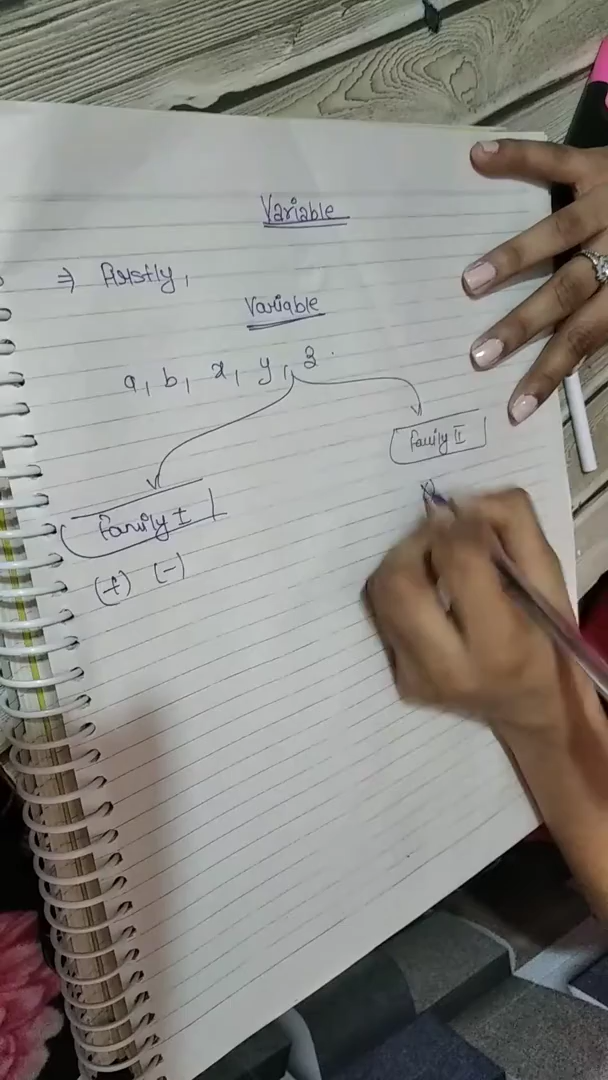 Variable
⇒ Firstly,
Variable
a, b, x, y, z
Family I
Family II
(+) (-)